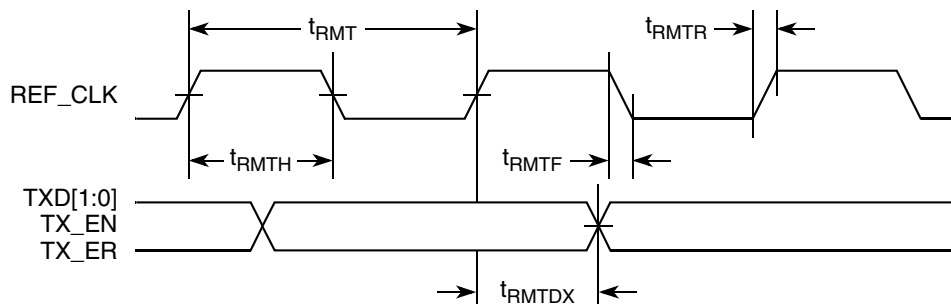 tRMT
tRMTR
REF_CLK
tRMTH
tRMTF
TXD[1:0]
TX_EN
TX_ER
tRMTDX